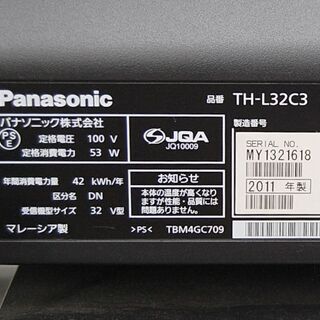 Panasonic
パナソニック株式会社
PS
E
定格電圧 100 V
定格消費電力 53 W
JQA
JQ10009
品番 TH-L32C3
製造番号
SERIAL NO.
MY1321618
2011 年製
年間消費電力量 42 kWh/年
区分名 DN
受信機型サイズ 32 V型
マレーシア製
お知らせ
本体の温度が高くなり
ますが性能・品質には
問題ありません。
>PS< TBM4GC709